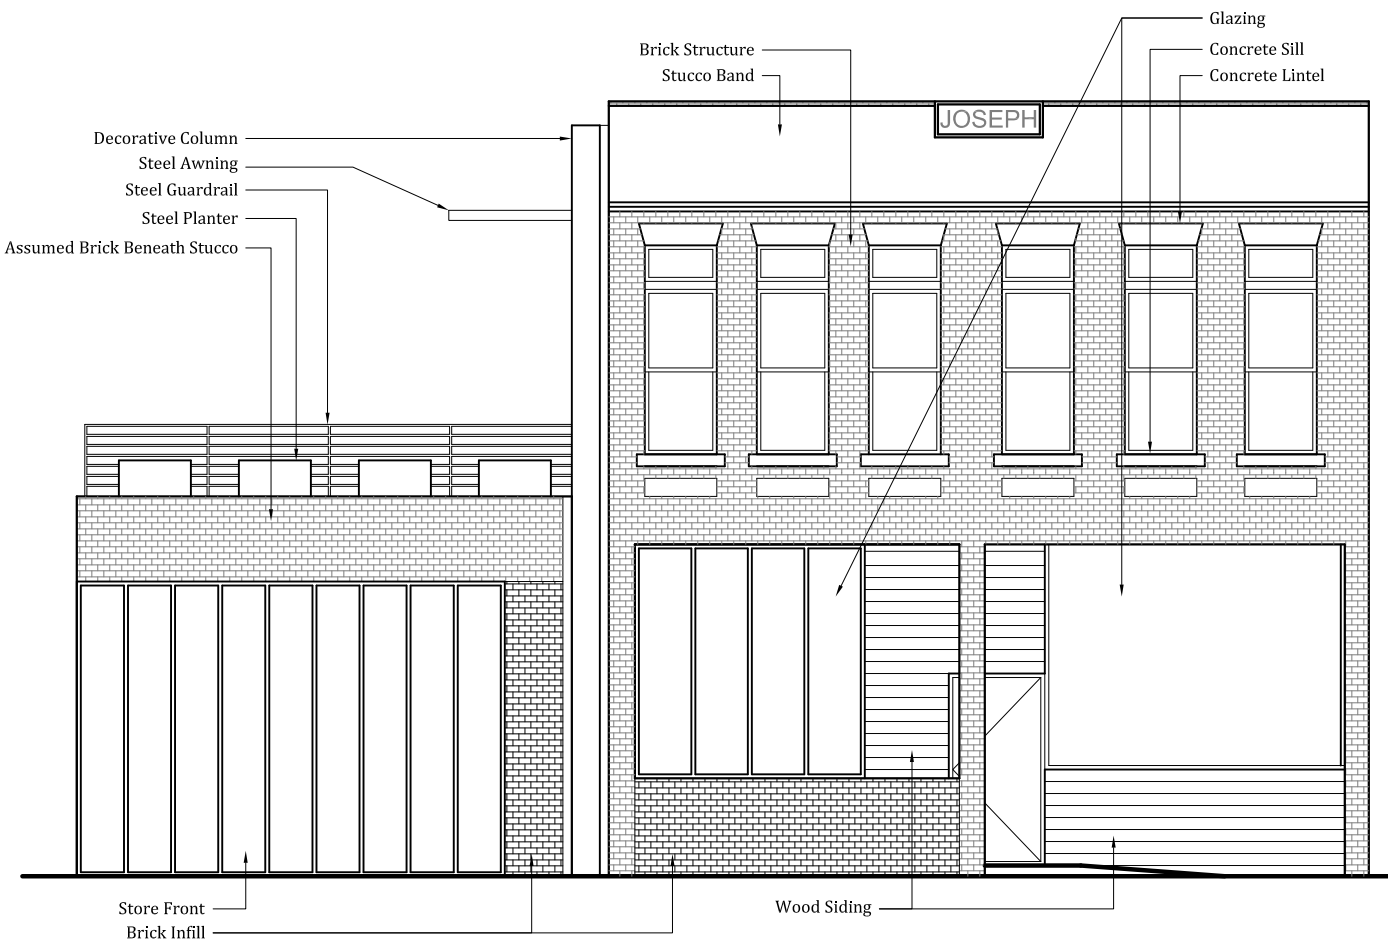 Glazing
Brick Structure
Concrete Sill
Stucco Band
Concrete Lintel
JOSEPH
Decorative Column
Steel Awning
Steel Guardrail
Steel Planter
Assumed Brick Beneath Stucco
Store Front
Wood Siding
Brick Infill